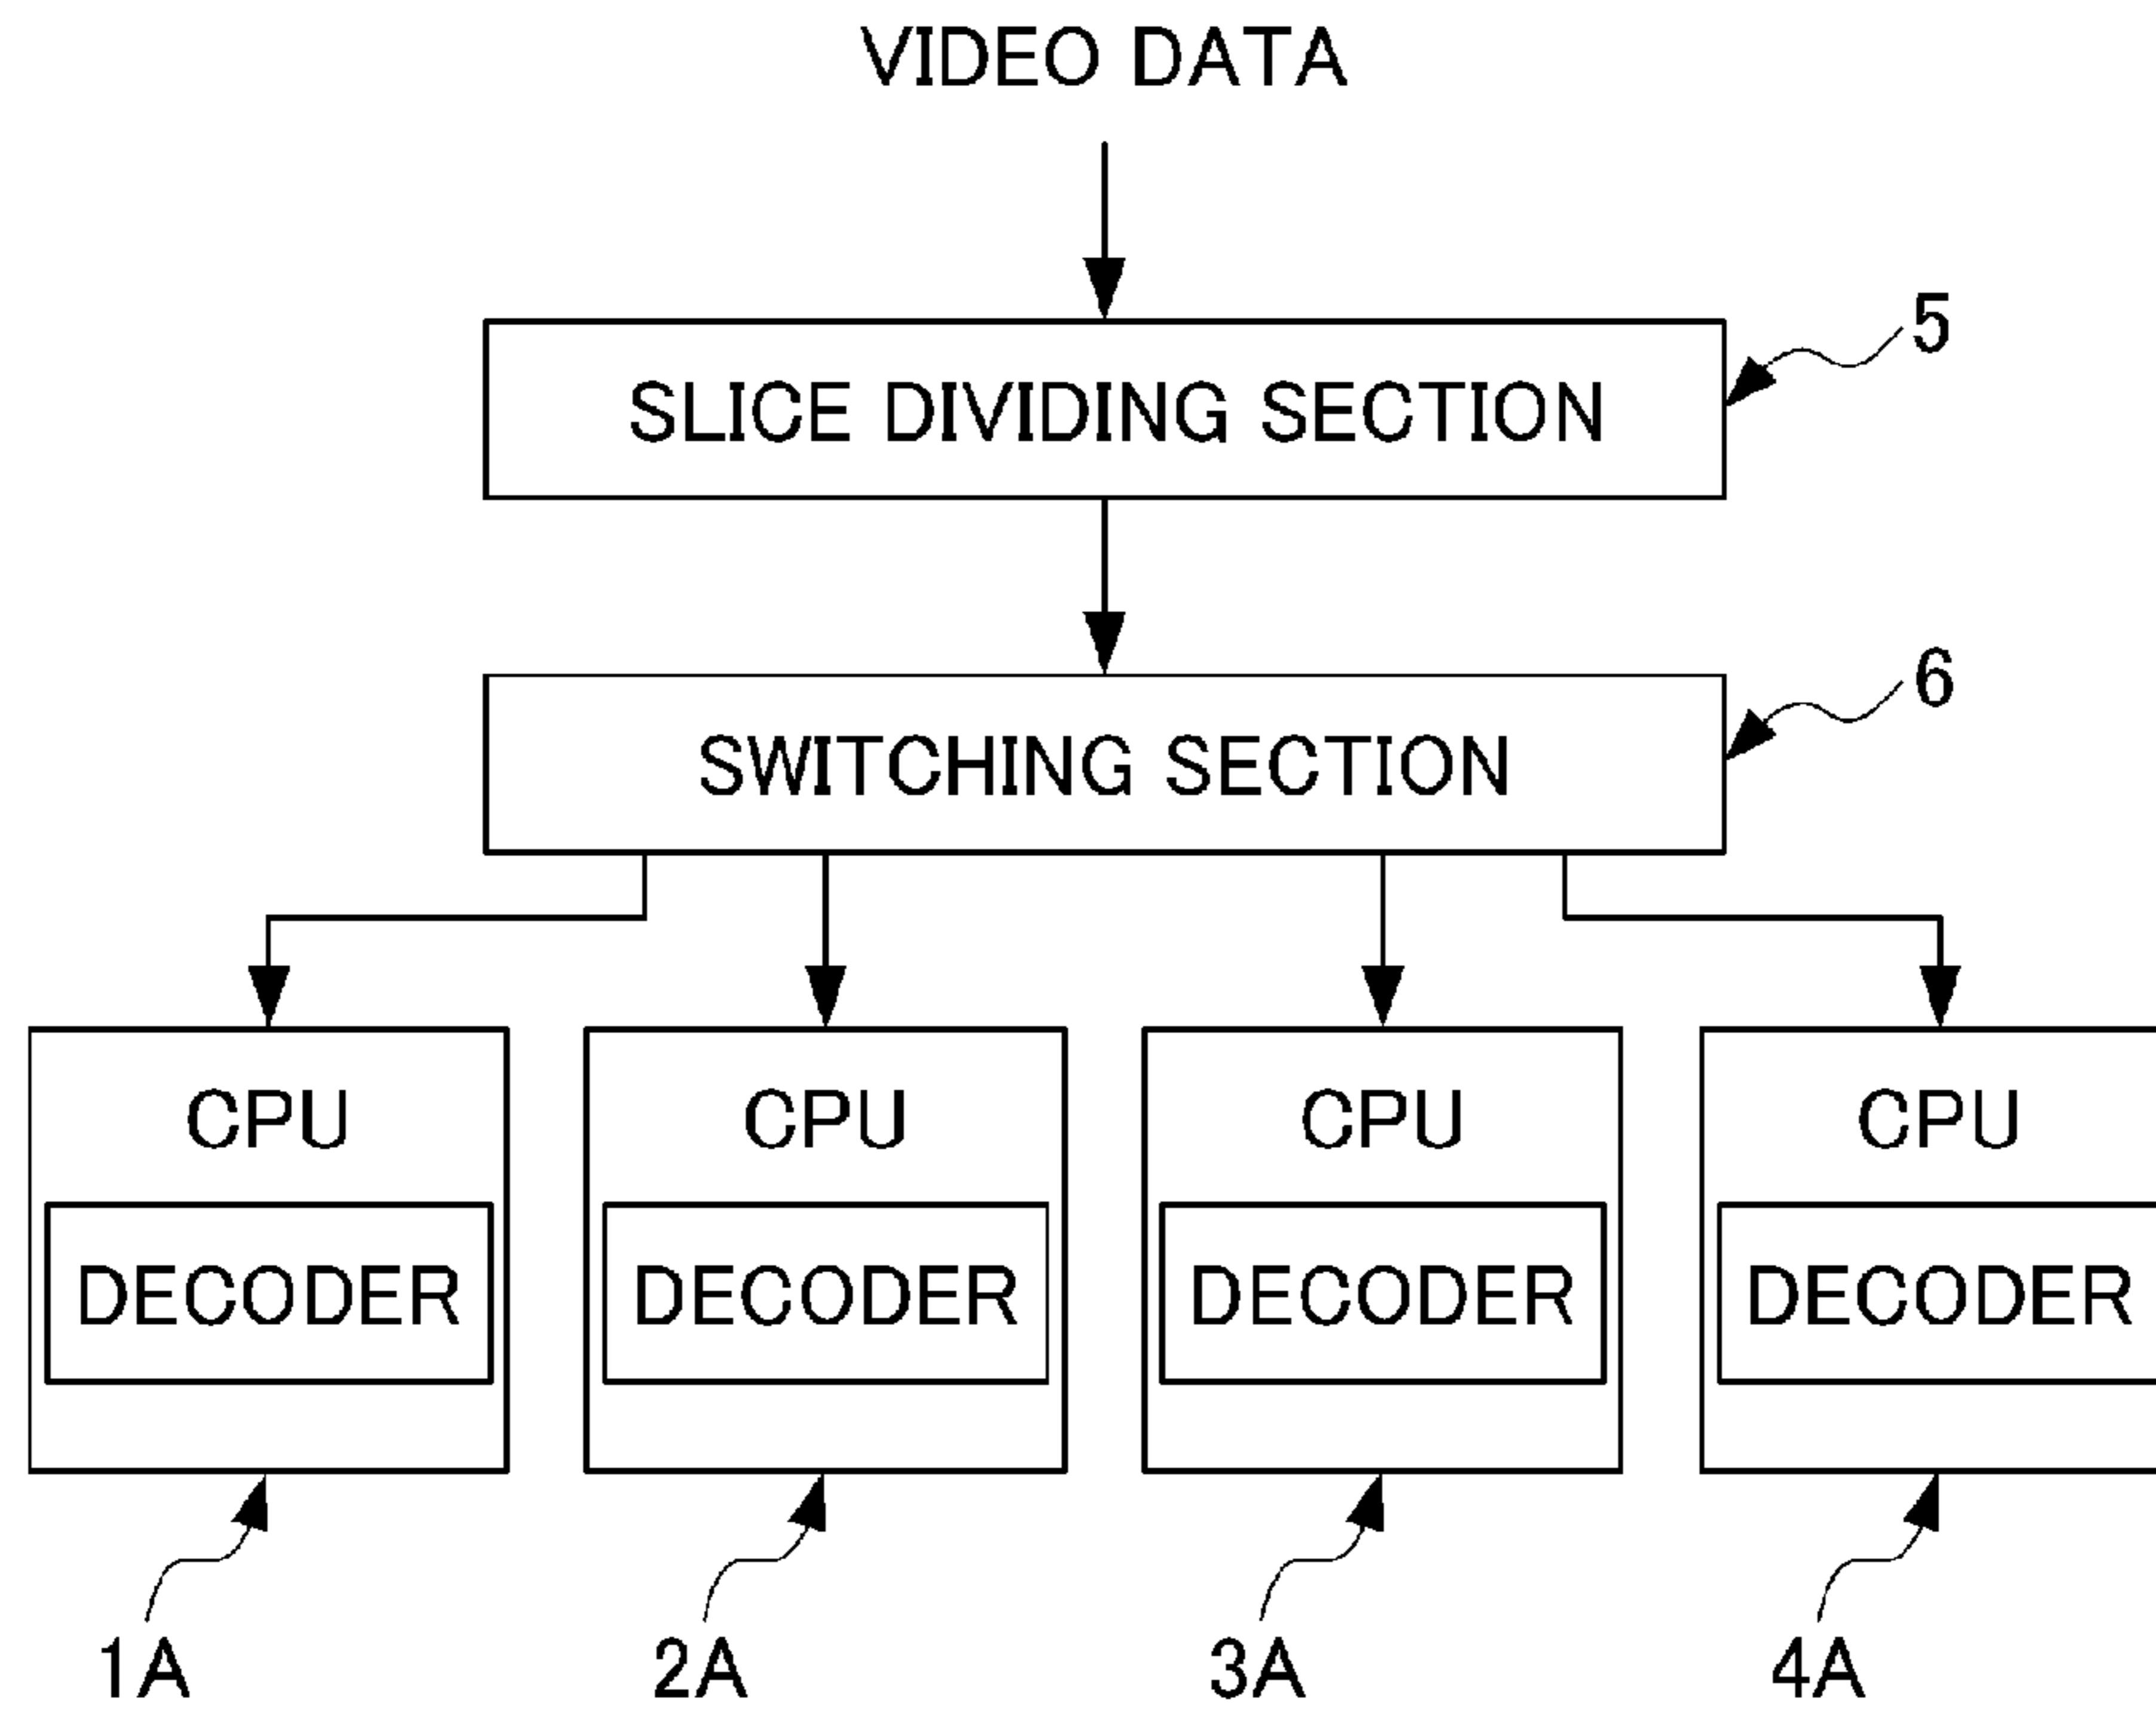 VIDEO DATA
5
SLICE DIVIDING SECTION
6
SWITCHING SECTION
CPU CPU CPU CPU
DECODER DECODER DECODER DECODER
1A 2A 3A 4A